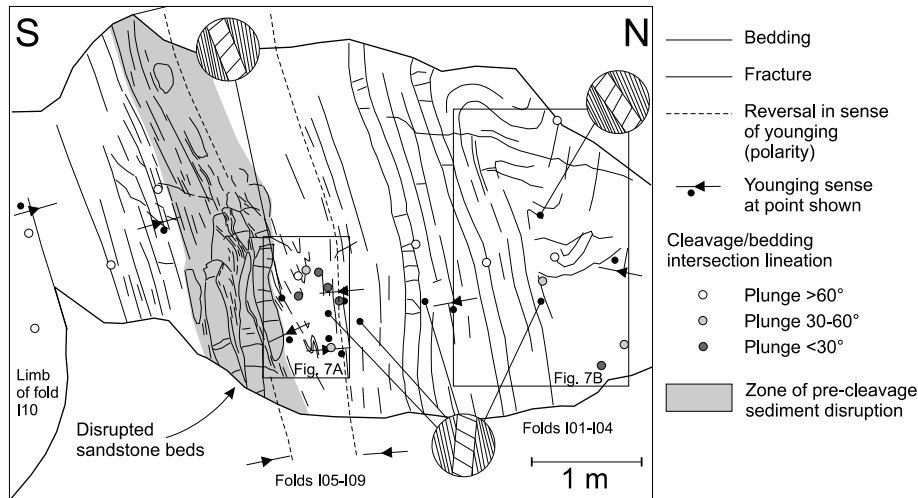 S
N
Fig. 7A
Fig. 7B
Limb
of fold
I10
Disrupted
sandstone beds
Folds I05-I09
Folds I01-I04
1 m
Bedding
Fracture
Reversal in sense
of younging
(polarity)
Younging sense
at point shown
Cleavage/bedding
intersection lineation
Plunge >60°
Plunge 30-60°
Plunge <30°
Zone of pre-cleavage
sediment disruption